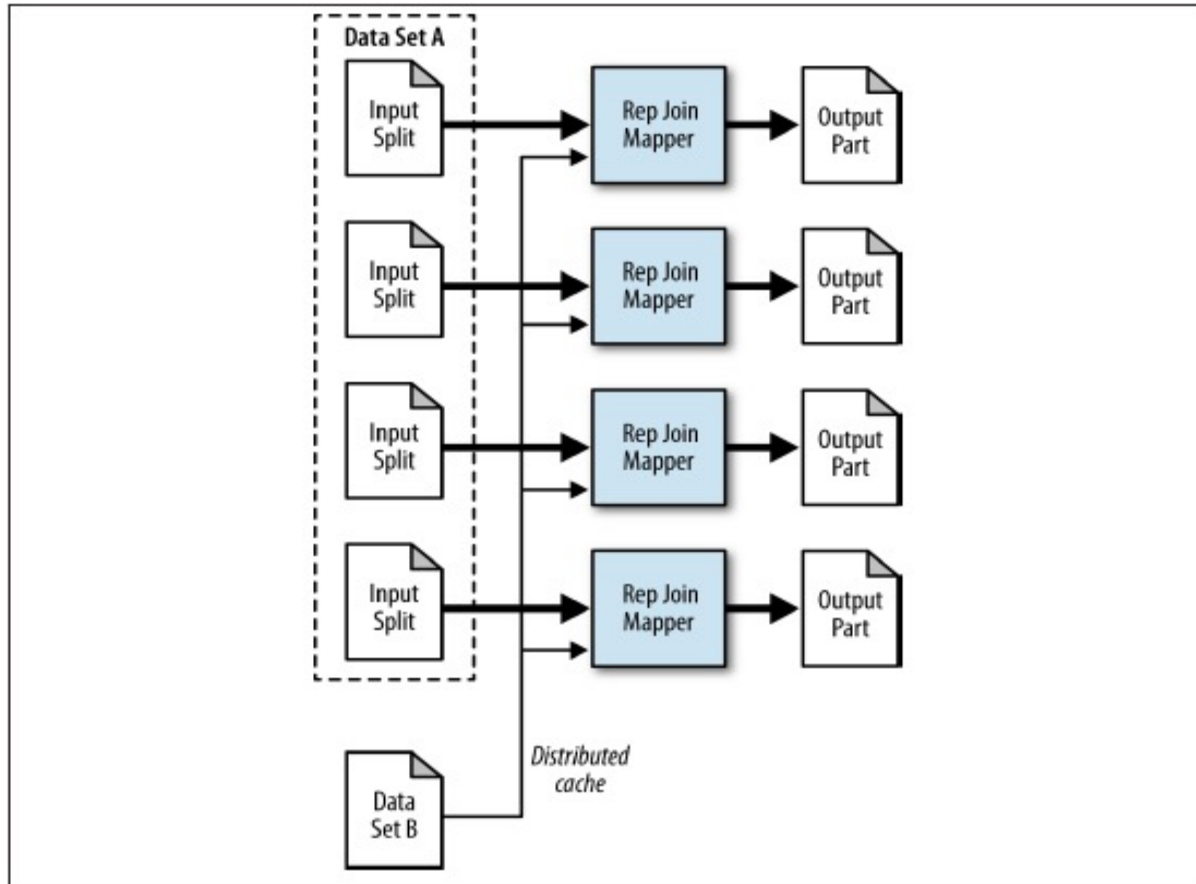 Data Set A
Input
Split
Rep Join
Mapper
Output
Part
Input
Split
Rep Join
Mapper
Output
Part
Input
Split
Rep Join
Mapper
Output
Part
Input
Split
Rep Join
Mapper
Output
Part
Distributed
cache
Data
Set B